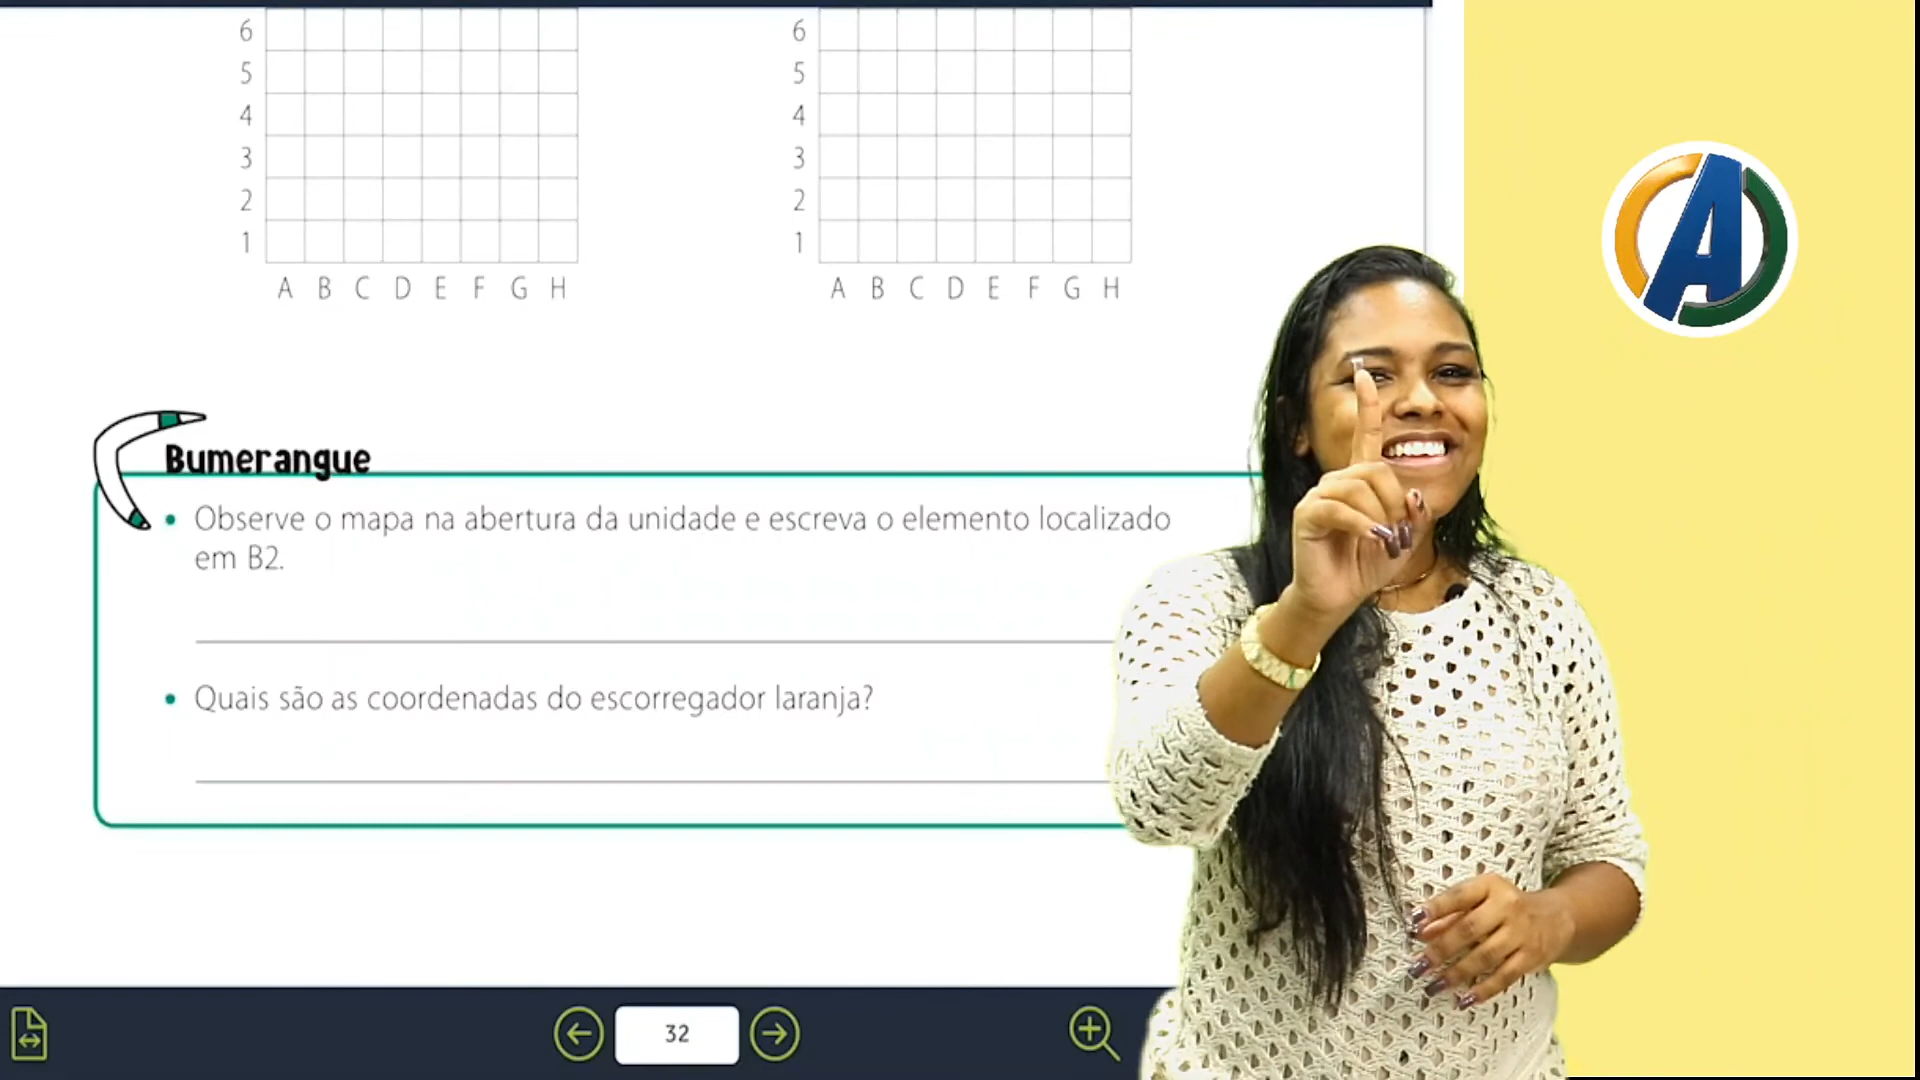 6 6
5 5
4 4
3 3
2 2
1 1
A B C D E F G H A B C D E F G H
A
Bumerangue
• Observe o mapa na abertura da unidade e escreva o elemento localizado
em B2.
• Quais são as coordenadas do escorregador laranja?
32